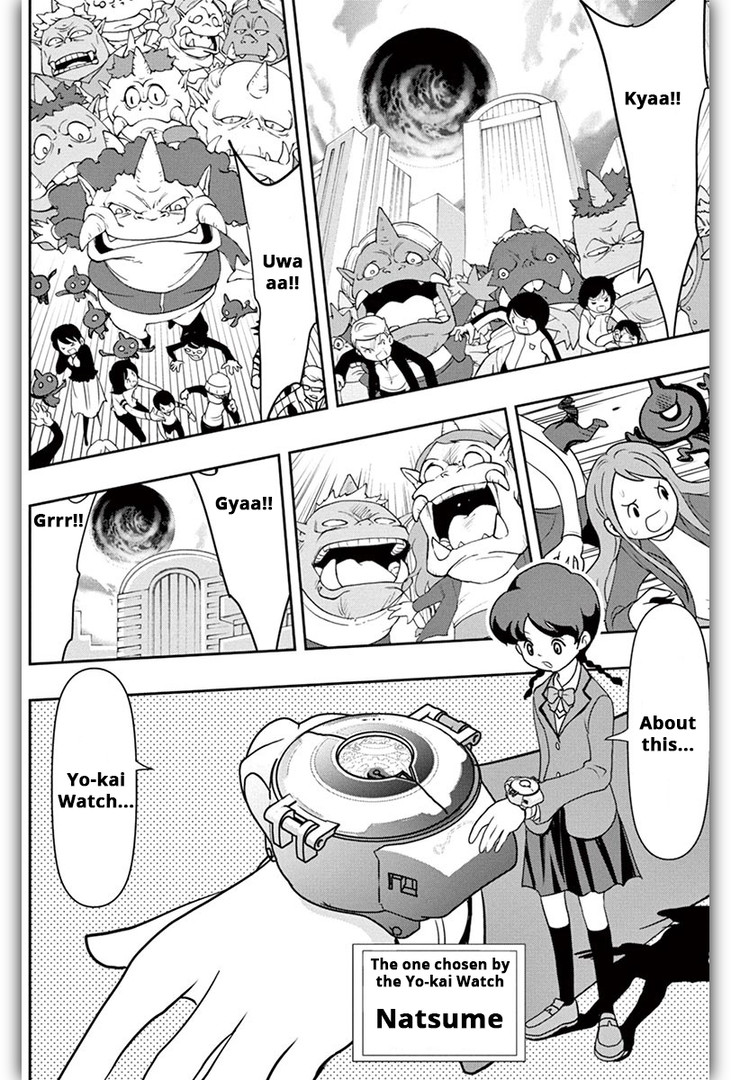 Kyaa!!
Uwa
aa!!
Gyaa!!
Grrr!!
About
this...
Yo-kai
Watch...
The one chosen by
the Yo-kai Watch
Natsume